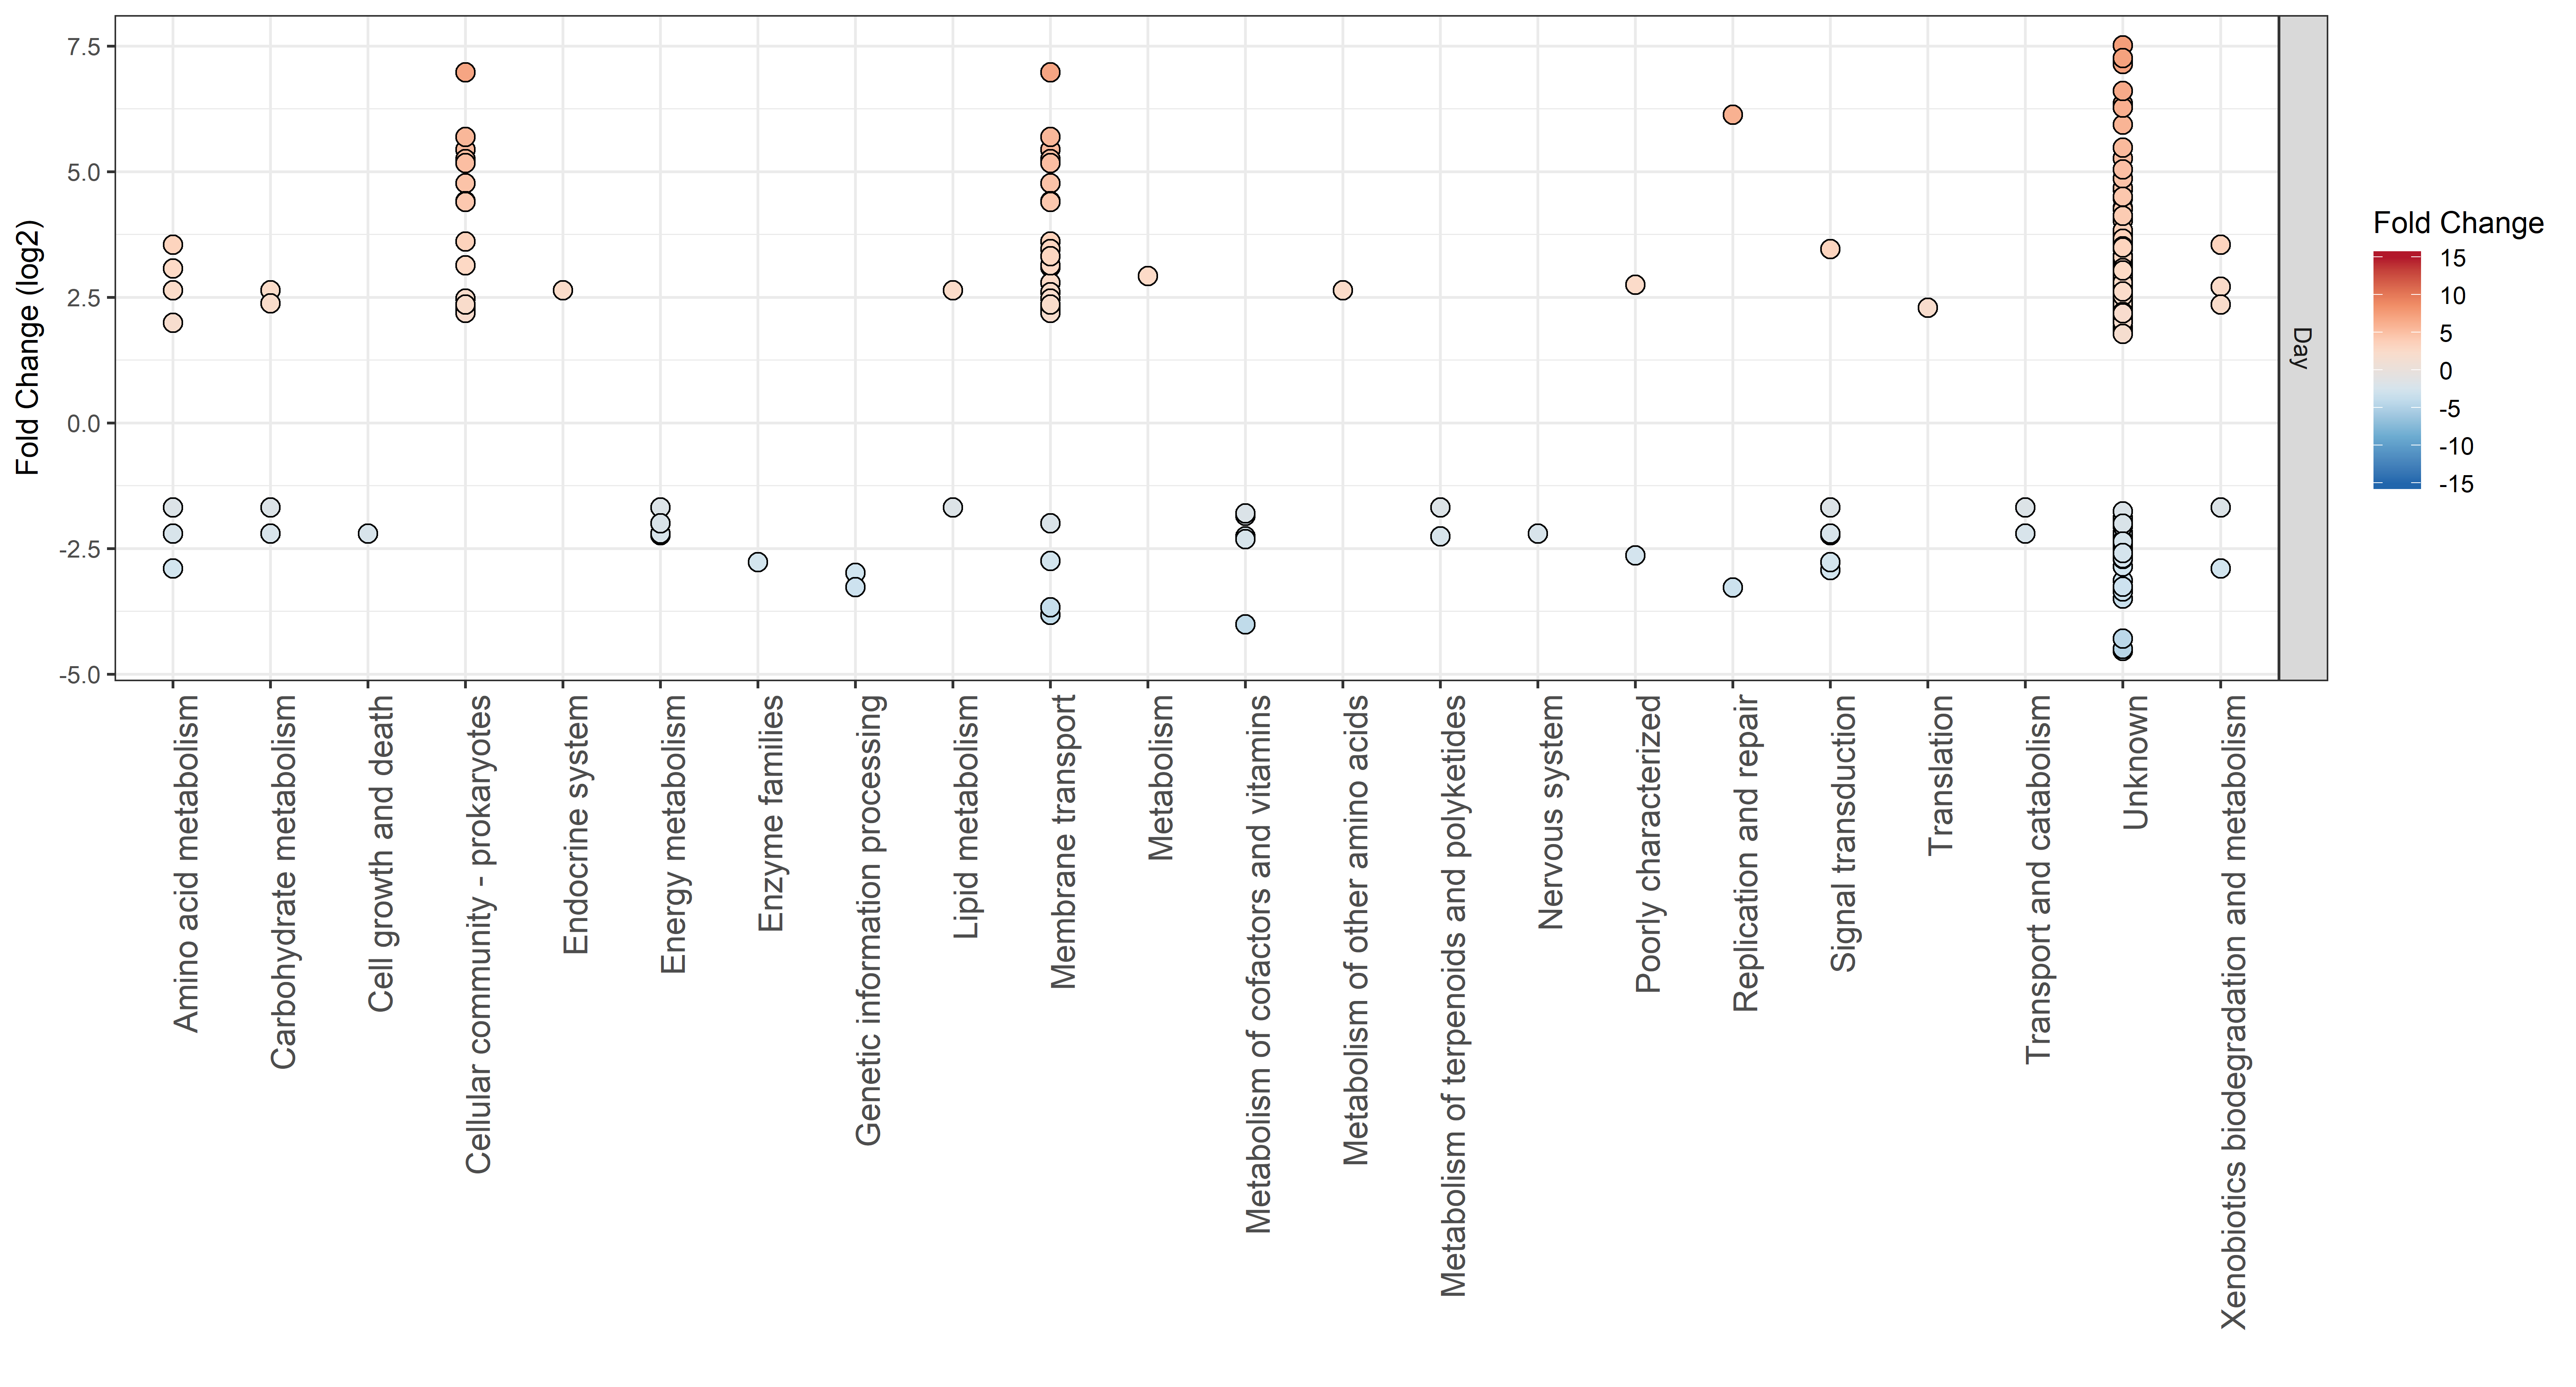 Fold Change (log2)
7.5
5.0
2.5
0.0
-2.5
-5.0
Day
Fold Change
15
10
5
0
-5
-10
-15
Amino acid metabolism
Carbohydrate metabolism
Cell growth and death
Cellular community - prokaryotes
Endocrine system
Energy metabolism
Enzyme families
Genetic information processing
Lipid metabolism
Membrane transport
Metabolism
Metabolism of cofactors and vitamins
Metabolism of other amino acids
Metabolism of terpenoids and polyketides
Nervous system
Poorly characterized
Replication and repair
Signal transduction
Translation
Transport and catabolism
Unknown
Xenobiotics biodegradation and metabolism